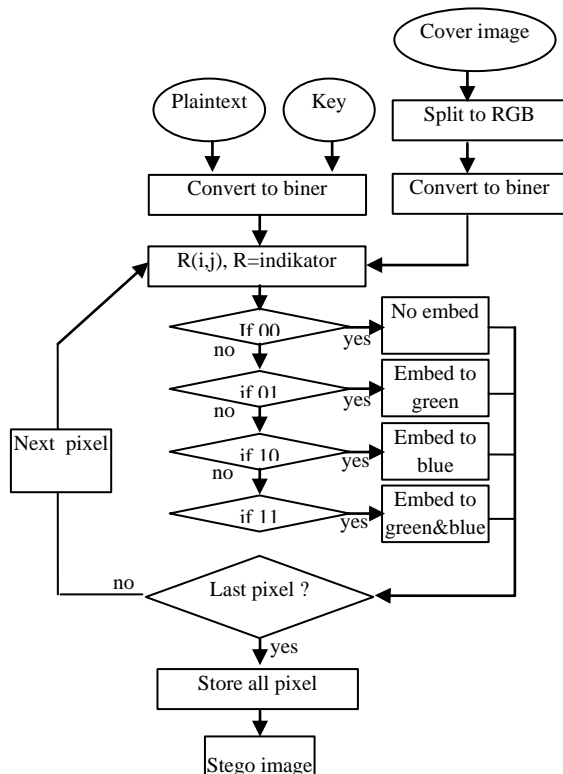 Cover image
Plaintext
Key
Split to RGB
Convert to biner
Convert to biner
R(i,j), R=indikator
If 00
yes
no
No embed
if 01
yes
no
Embed to
green
if 10
yes
no
Embed to
blue
if 11
yes
Embed to
green&blue
Next pixel
Last pixel ?
no
yes
Store all pixel
Stego image